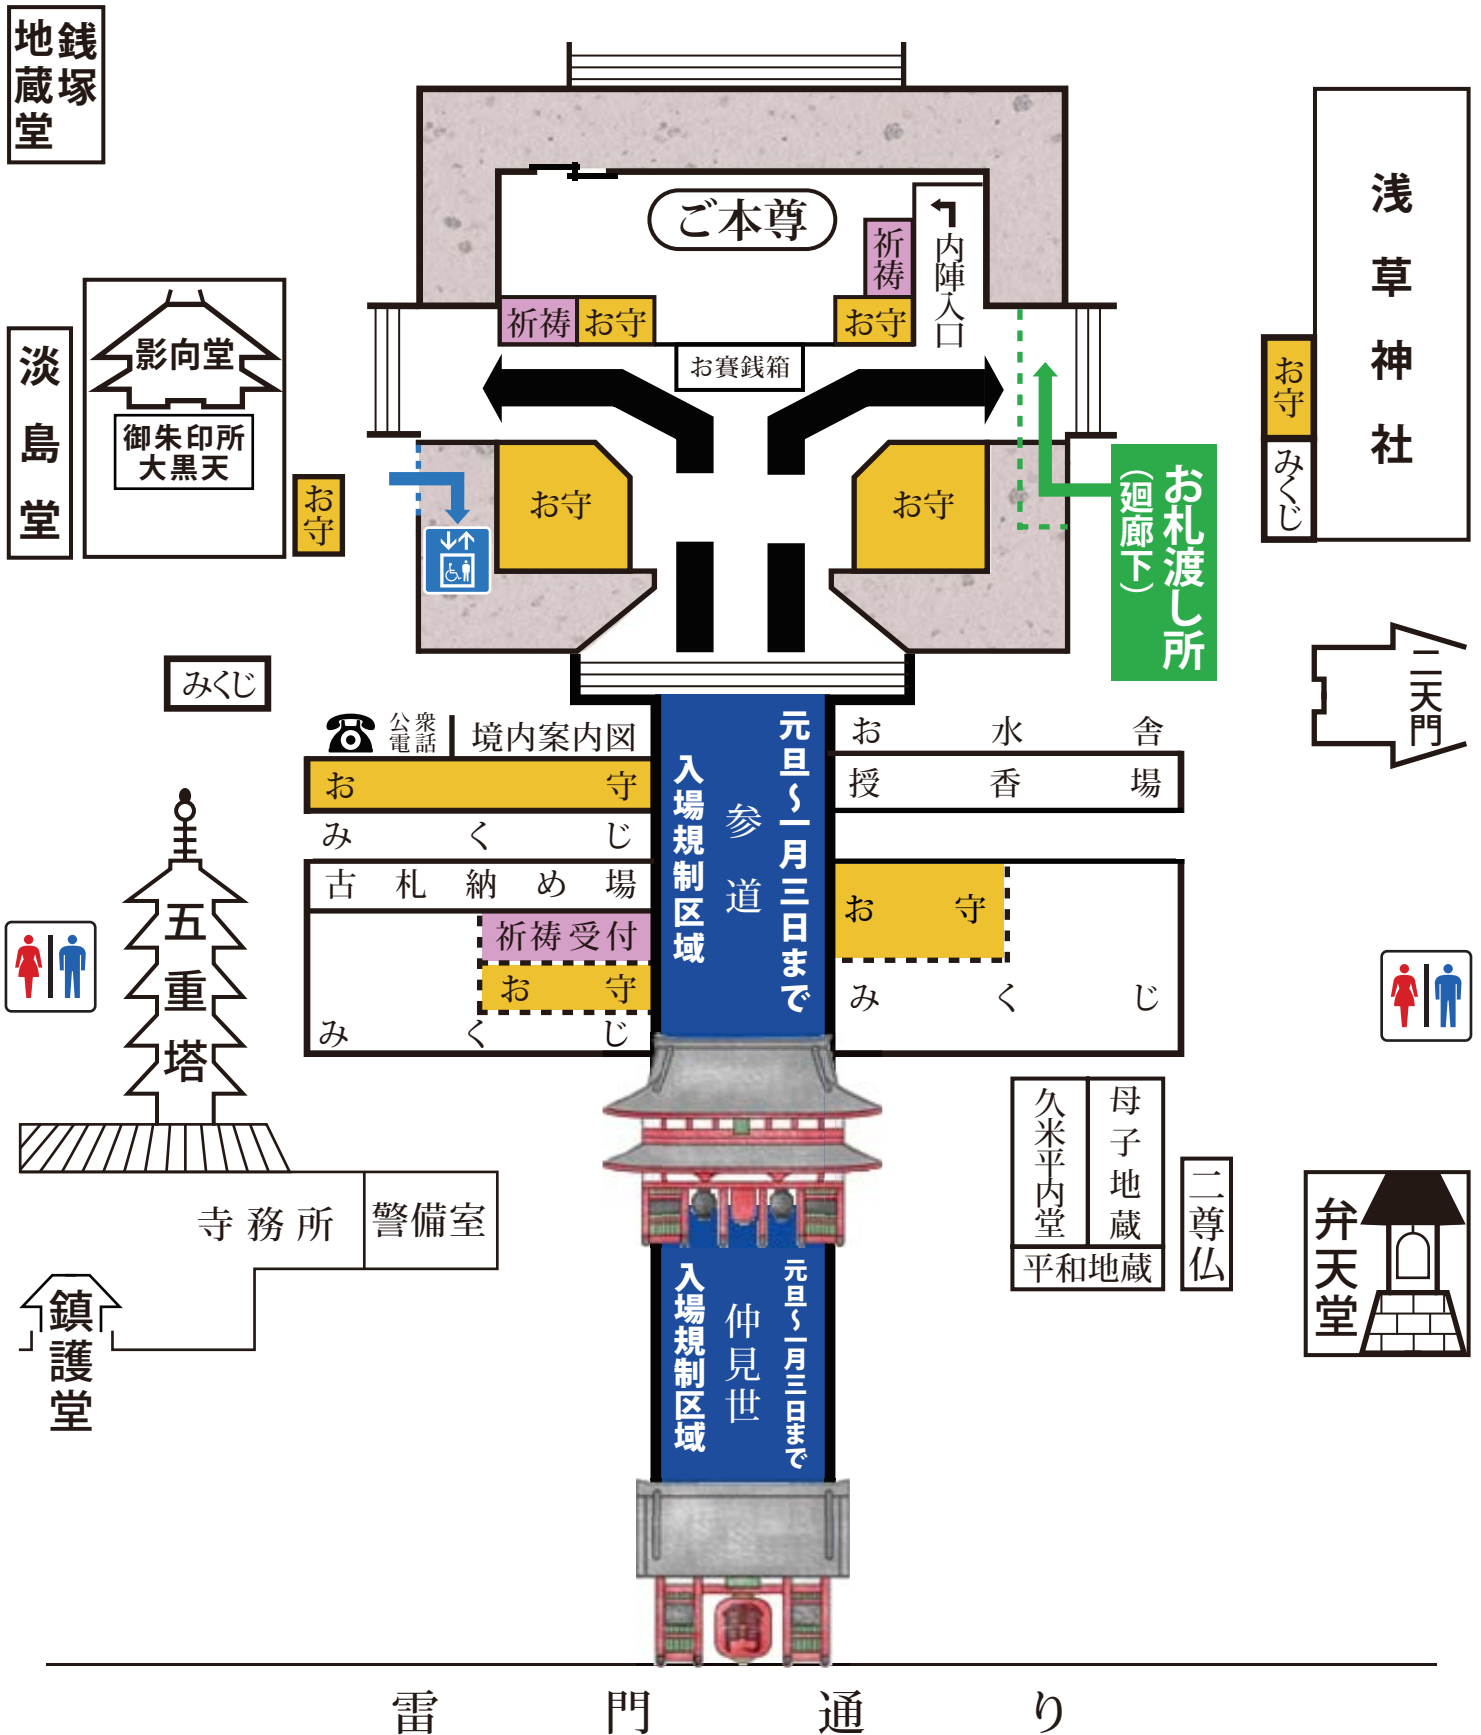 銭塚
地蔵堂
ご本尊
祈祷
内陣入口
祈祷
お守
お守
お賽銭箱
浅草神社
お守
みくじ
淡島堂
影向堂
御朱印所
大黒天
お守
お守
お守
お札渡し所
（廻廊下）
二天門
みくじ
公衆
電話
境内案内図
お守
みくじ
古札納め場
祈祷受付
お守
みくじ
元旦～一月三日まで
参道
入場規制区域
お水舎
授香場
お守
みくじ
五重塔
寺務所
警備室
鎮護堂
久米平内堂
母子地蔵
平和地蔵
二尊仏
弁天堂
元旦～一月三日まで
仲見世
入場規制区域
雷門通り